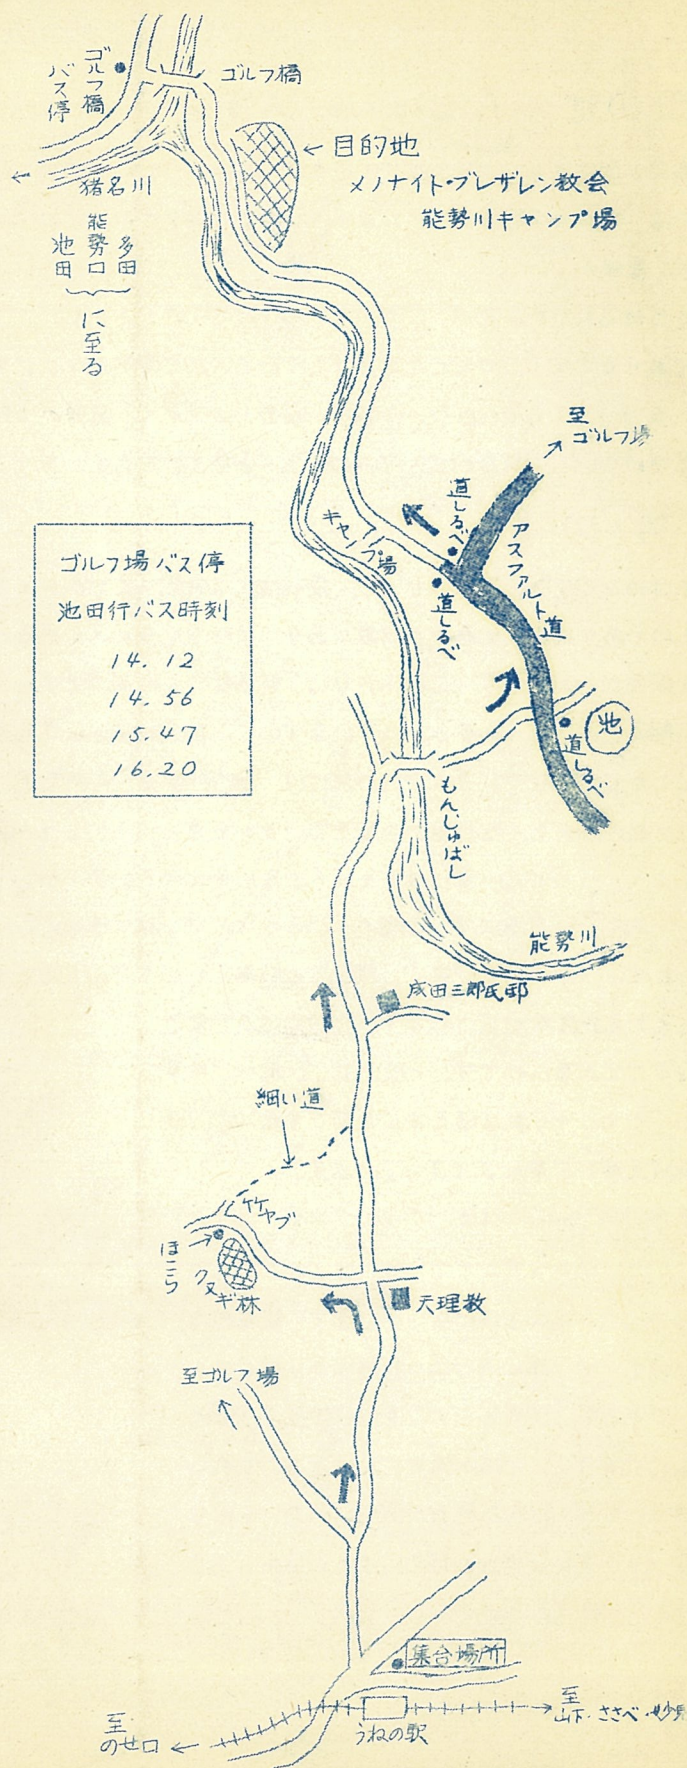 ゴルフ橋
バス停
ゴルフ橋
←目的地
メノナイト・ブレザレン教会
能勢川キャンプ場
猪名川
多田
能勢口
池田
に至る
至
ゴルフ場
道しるべ
アスファルト道
キャンプ場
道しるべ
ゴルフ場バス停
池田行バス時刻
14.12
14.56
15.47
16.20
池
道しるべ
もんじゅばし
能勢川
成田三郎氏邸
細い道
竹ヤブ
ほこら
クヌギ林
天理教
至ゴルフ場
集合場所
至
山下・ささべ・妙見
うねの駅
至
のせ口